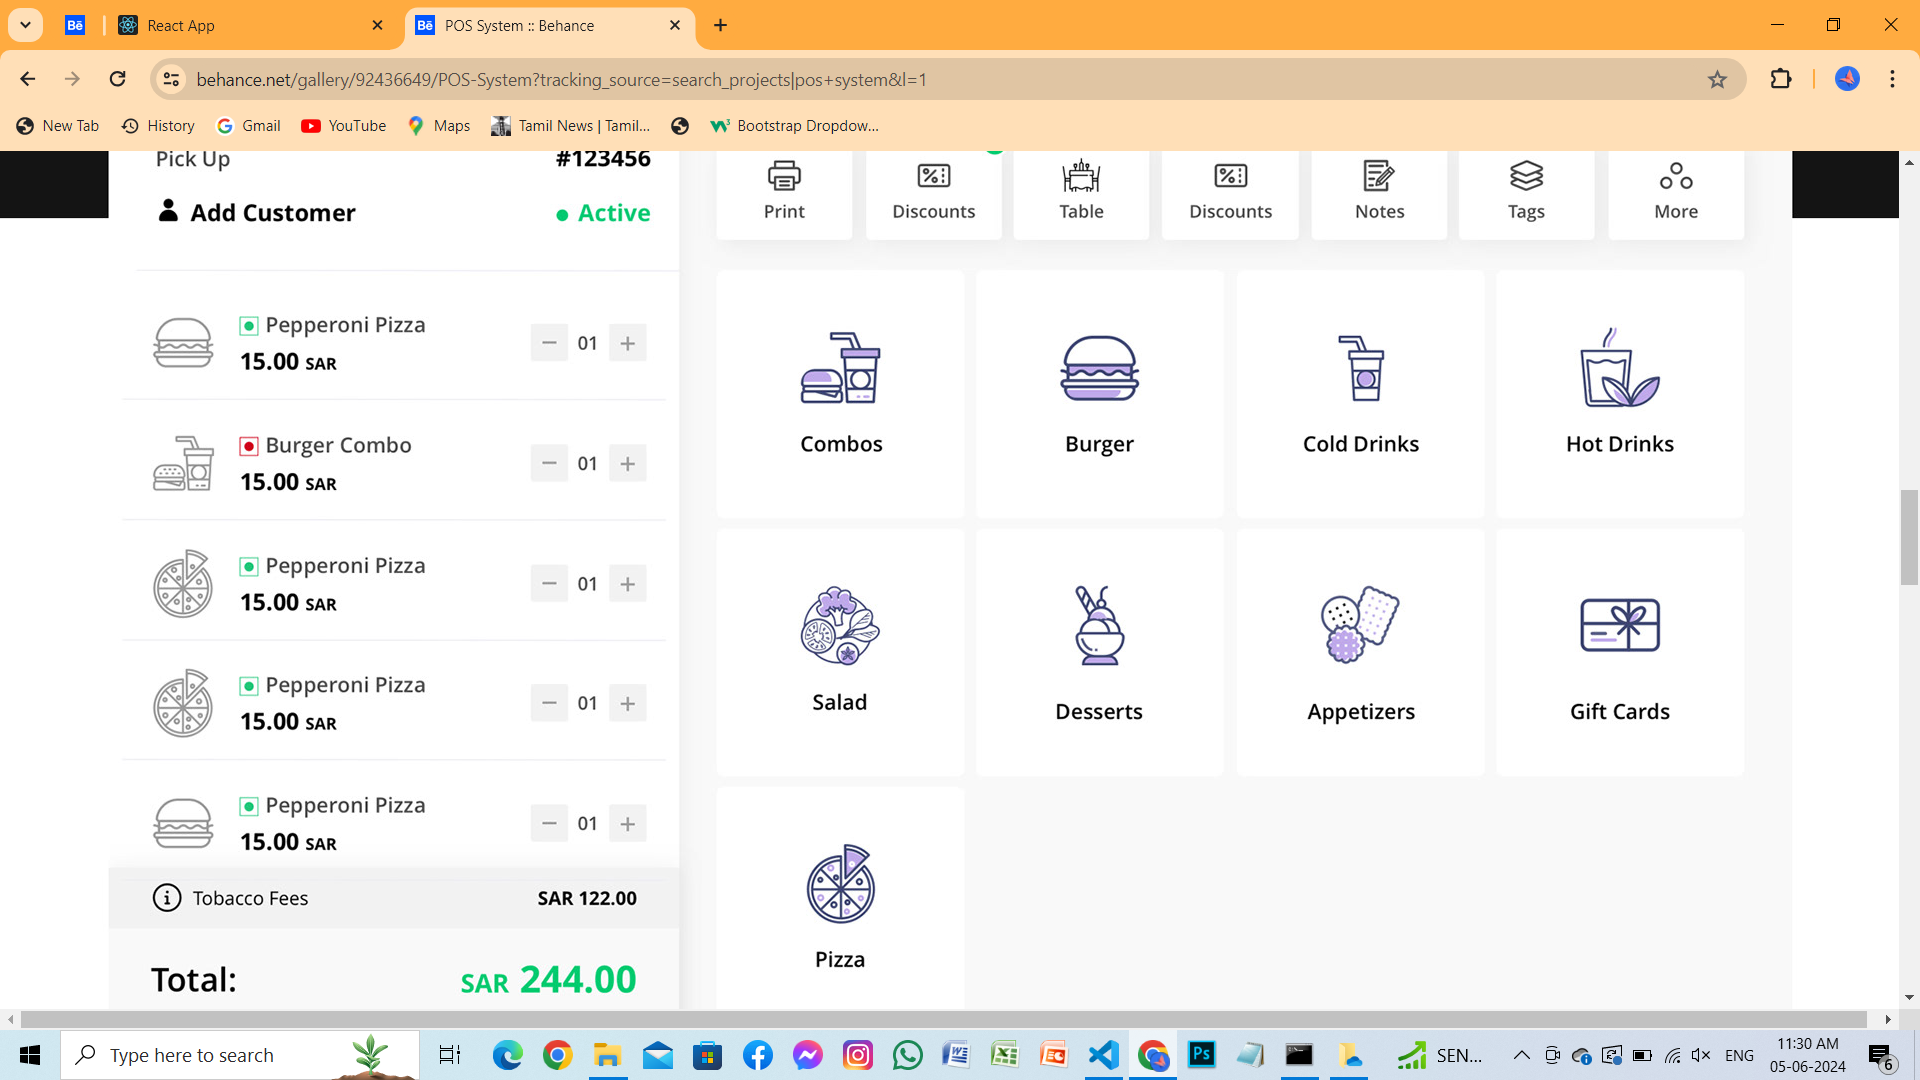 React App
POS System :: Behance
behance.net/gallery/92436649/POS-System?tracking_source=search_projects|pos+system&l=1
New Tab
History
Gmail
YouTube
Maps
Tamil News | Tamil...
Bootstrap Dropdow...
Pick Up
#123456
Add Customer
Active
Pepperoni Pizza
15.00 SAR
01
Burger Combo
15.00 SAR
01
Pepperoni Pizza
15.00 SAR
01
Pepperoni Pizza
15.00 SAR
01
Pepperoni Pizza
15.00 SAR
01
Tobacco Fees
SAR 122.00
Total:
SAR 244.00
Print
Discounts
Table
Discounts
Notes
Tags
More
Combos
Burger
Cold Drinks
Hot Drinks
Salad
Desserts
Appetizers
Gift Cards
Pizza
Type here to search
SEN...
ENG
11:30 AM
05-06-2024
6